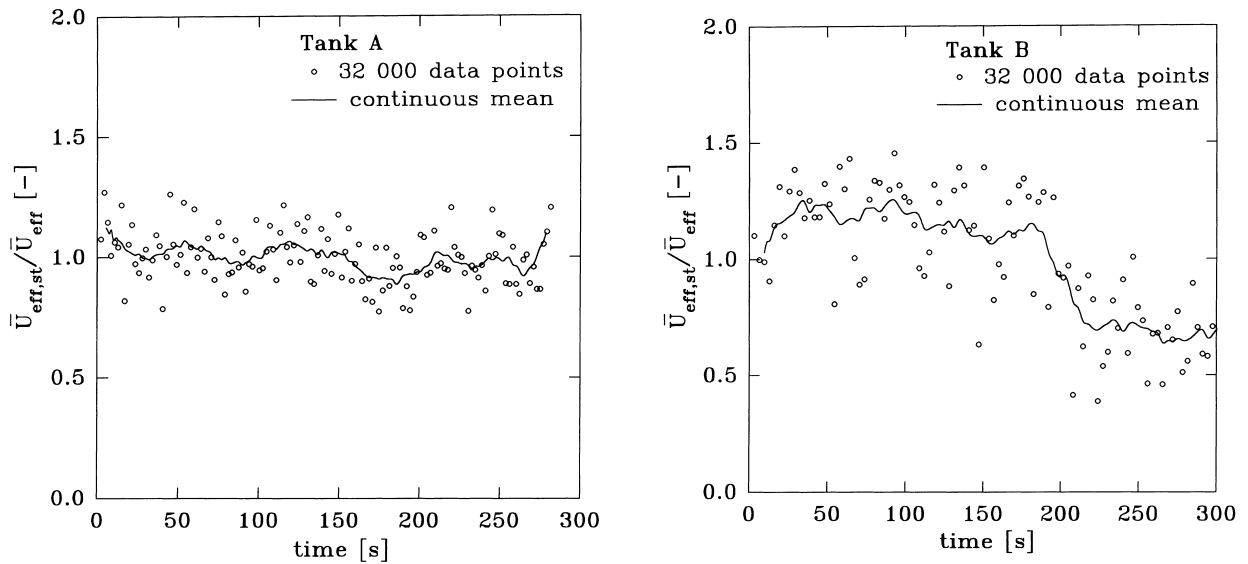 2.0
1.5
1.0
0.5
0.0
Ū_eff,st/Ū_eff [-]
Tank A
32 000 data points
continuous mean
0 50 100 150 200 250 300
time [s]
2.0
1.5
1.0
0.5
0.0
Ū_eff,st/Ū_eff [-]
Tank B
32 000 data points
continuous mean
0 50 100 150 200 250 300
time [s]